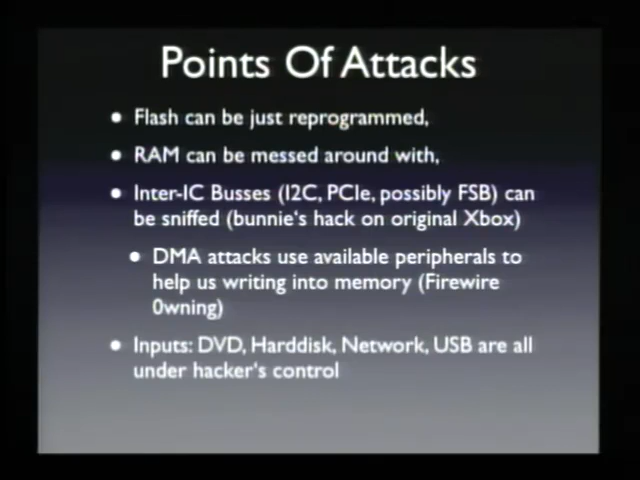 Points Of Attacks
• Flash can be just reprogrammed,
• RAM can be messed around with,
• Inter-IC Busses (I2C, PCIe, possibly FSB) can
be sniffed (bunnie's hack on original Xbox)
• DMA attacks use available peripherals to
help us writing into memory (Firewire
0wning)
• Inputs: DVD, Harddisk, Network, USB are all
under hacker's control